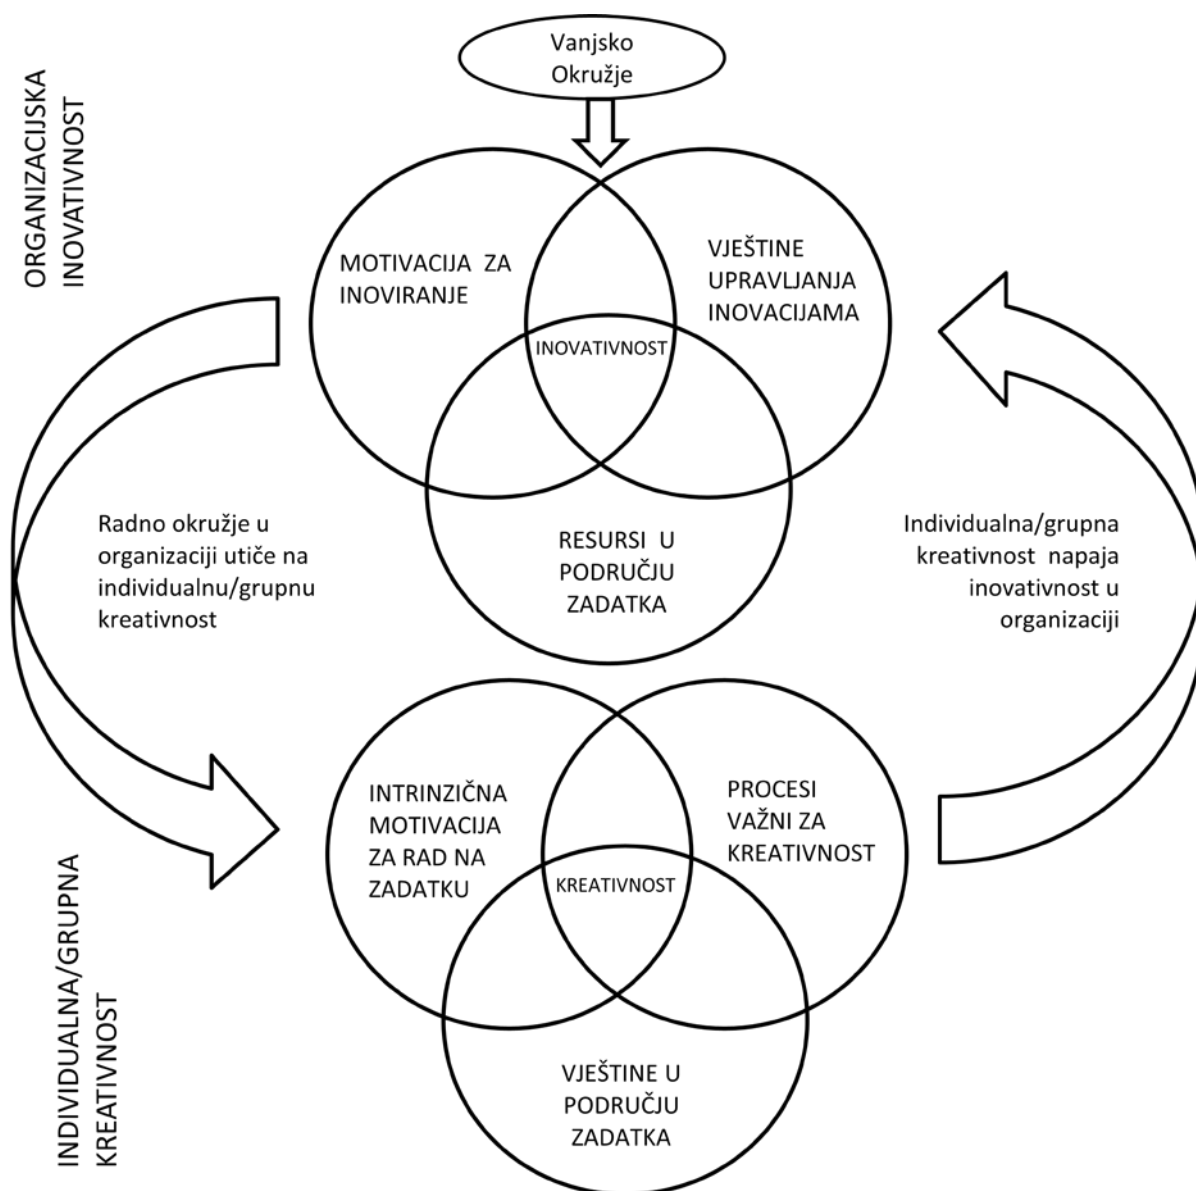 Vanjsko
Okružje
ORGANIZACIJSKA
INOVATIVNOST
MOTIVACIJA ZA
INOVIRANJE
VJEŠTINE
UPRAVLJANJA
INOVACIJAMA
INOVATIVNOST
RESURSI U
PODRUČJU
ZADATKA
Radno okružje u
organizaciji utiče na
individualnu/grupnu
kreativnost
Individualna/grupna
kreativnost napaja
inovativnost u
organizaciji
INDIVIDUALNA/GRUPNA
KREATIVNOST
INTRINZIČNA
MOTIVACIJA
ZA RAD NA
ZADATKU
PROCESI
VAŽNI ZA
KREATIVNOST
KREATIVNOST
VJEŠTINE U
PODRUČJU
ZADATKA